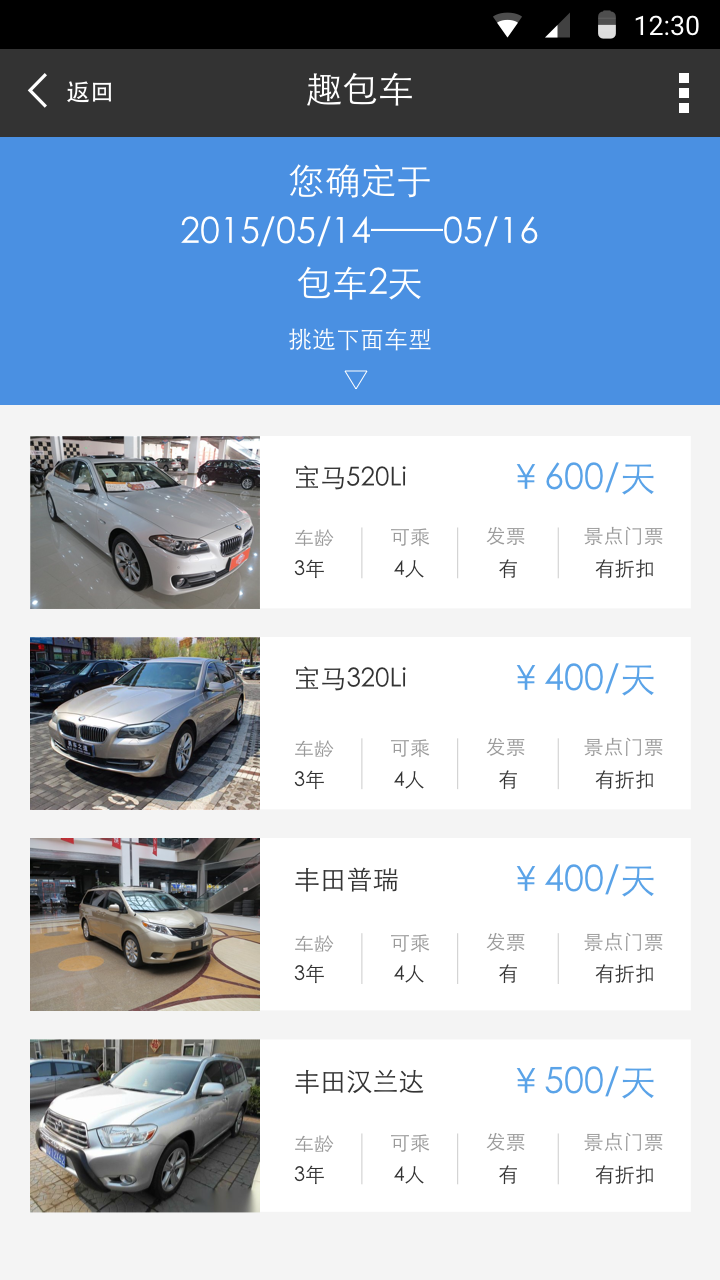 12:30
返回
趣包车
您确定于
2015/05/14——05/16
包车2天
挑选下面车型
宝马520Li
¥ 600/天
车龄 可乘 发票 景点门票
3年 4人 有 有折扣
宝马320Li
¥ 400/天
车龄 可乘 发票 景点门票
3年 4人 有 有折扣
丰田普瑞
¥ 400/天
车龄 可乘 发票 景点门票
3年 4人 有 有折扣
丰田汉兰达
¥ 500/天
车龄 可乘 发票 景点门票
3年 4人 有 有折扣